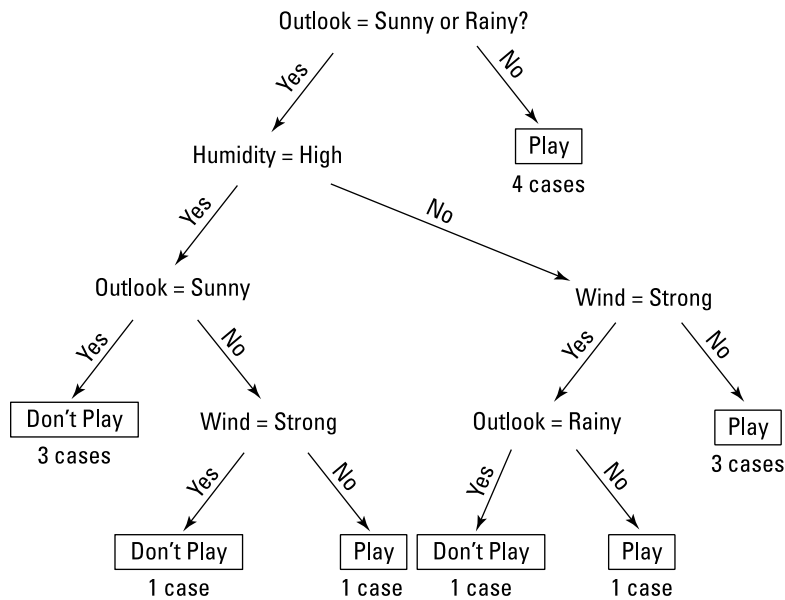 Outlook = Sunny or Rainy?
Yes
No
Play
4 cases
Humidity = High
Yes
No
Outlook = Sunny
Wind = Strong
Yes
No
Yes
No
Don't Play
3 cases
Wind = Strong
Outlook = Rainy
Play
3 cases
Yes
No
Yes
No
Don't Play
Play
Don't Play
Play
1 case
1 case
1 case
1 case